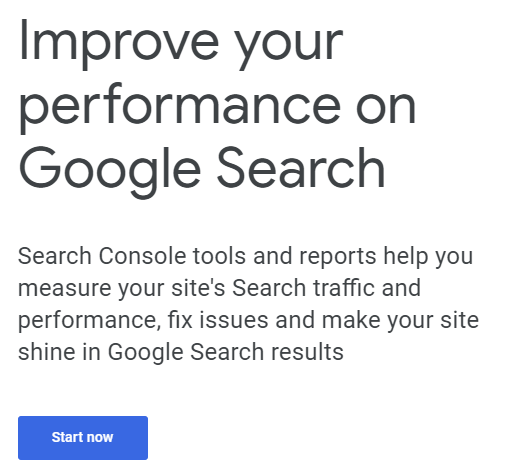 Improve your
performance on
Google Search
Search Console tools and reports help you
measure your site's Search traffic and
performance, fix issues and make your site
shine in Google Search results
Start now